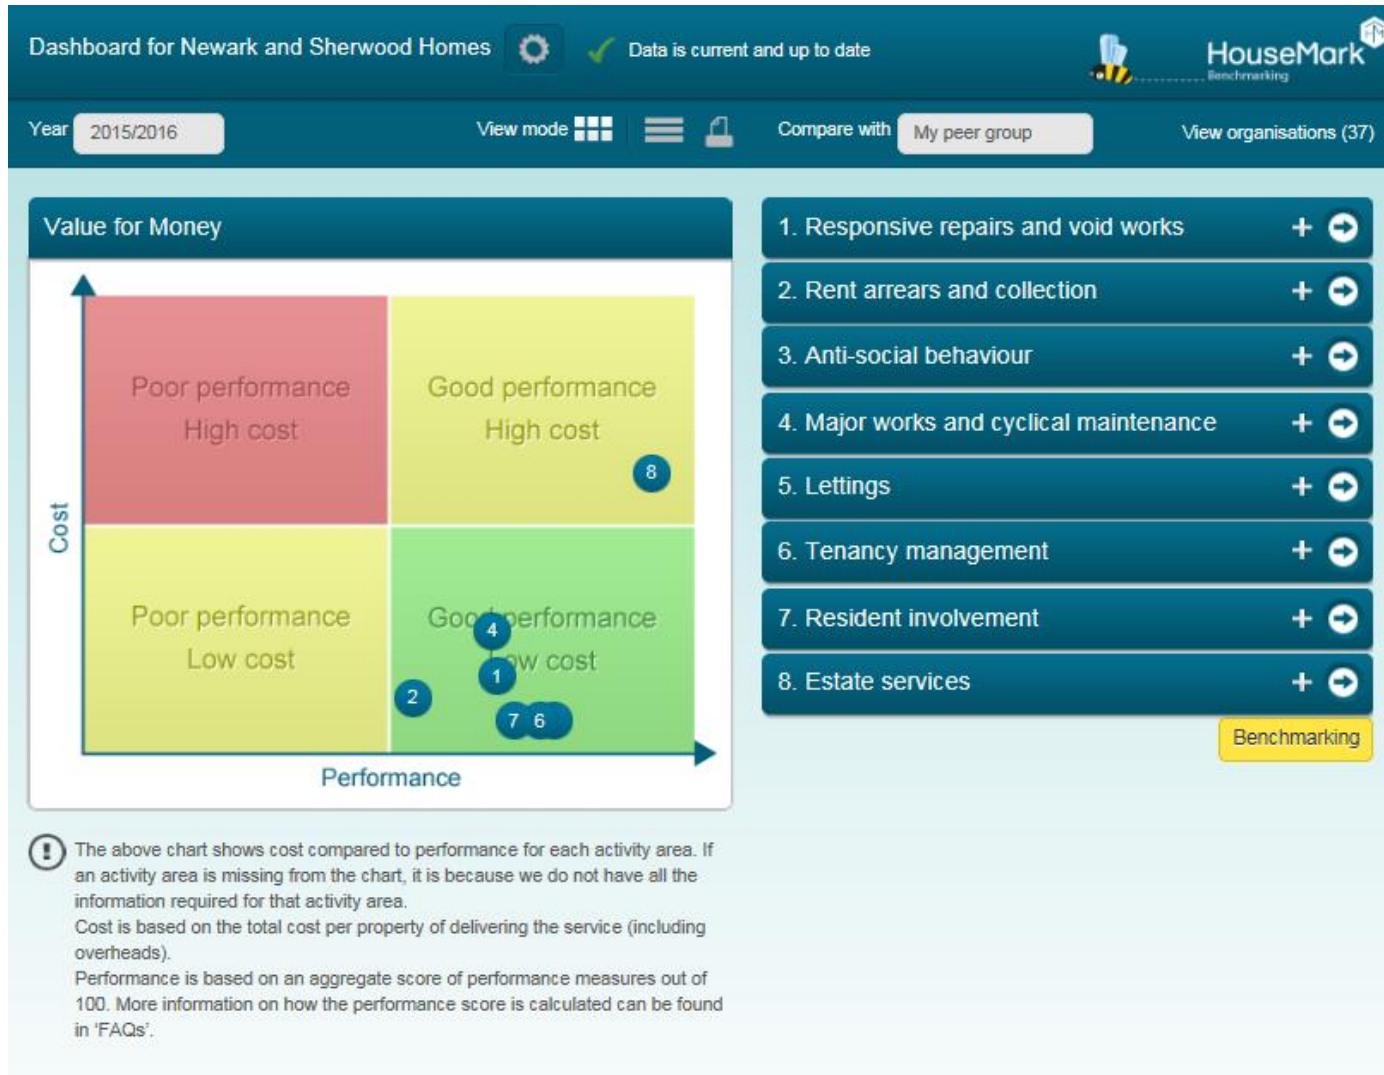 Dashboard for Newark and Sherwood Homes
Data is current and up to date
HouseMark
Benchmarking
Year 2015/2016
View mode
Compare with My peer group
View organisations (37)
Value for Money
Poor performance
High cost
Good performance
High cost
8
Cost
Poor performance
Low cost
Good performance
Low cost
4
1
2
7 6
Performance
1. Responsive repairs and void works
2. Rent arrears and collection
3. Anti-social behaviour
4. Major works and cyclical maintenance
5. Lettings
6. Tenancy management
7. Resident involvement
8. Estate services
Benchmarking
The above chart shows cost compared to performance for each activity area. If
an activity area is missing from the chart, it is because we do not have all the
information required for that activity area.
Cost is based on the total cost per property of delivering the service (including
overheads).
Performance is based on an aggregate score of performance measures out of
100. More information on how the performance score is calculated can be found
in 'FAQs'.